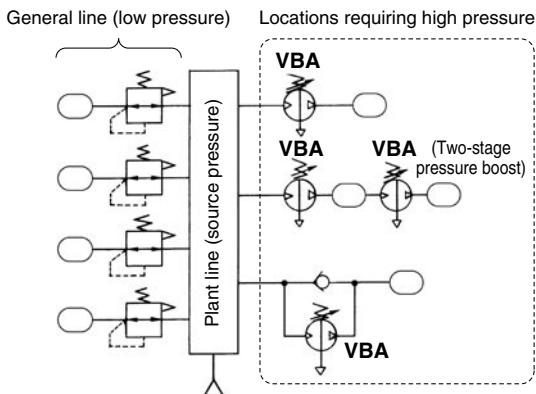 General line (low pressure)
Locations requiring high pressure
VBA
VBA
VBA
(Two-stage
pressure boost)
Plant line (source pressure)
VBA